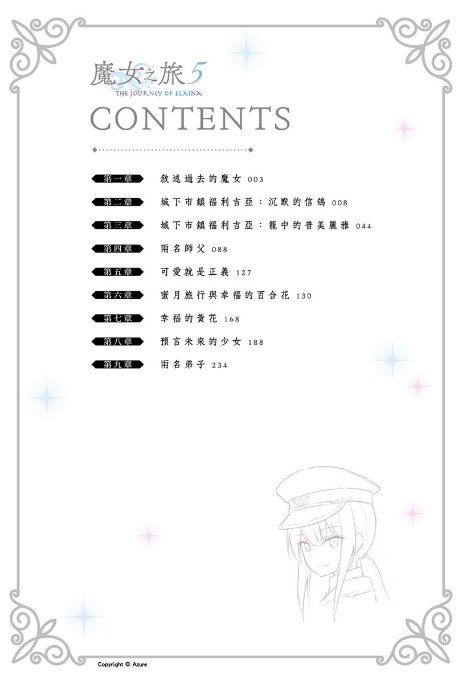 魔女之旅5
THE JOURNEY OF ELAINA
CONTENTS
第一章 敘述過去的魔女 003
第二章 城下市鎮福利吉亞：沉默的信鴿 008
第三章 城下市鎮福利吉亞：籠中的普美麗雅 044
第四章 兩名師父 088
第五章 可愛就是正義 127
第六章 蜜月旅行與幸福的百合花 130
第七章 幸福的黃花 168
第八章 預言未來的少女 188
第九章 兩名弟子 234
Copyright © Azure